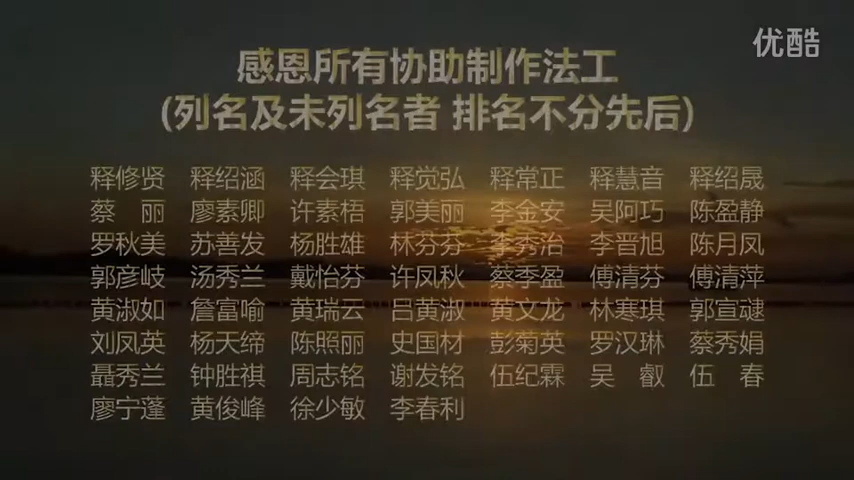 优酷
感恩所有协助制作法工
(列名及未列名者 排名不分先后)
释修贤 释绍涵 释会琪 释觉弘 释常正 释慧音 释绍晟
蔡 丽 廖素卿 许素梧 郭美丽 李金安 吴阿巧 陈盈静
罗秋美 苏善发 杨胜雄 林芬芬 李秀治 李晋旭 陈月凤
郭彦岐 汤秀兰 戴怡芬 许凤秋 蔡季盈 傅清芬 傅清萍
黄淑如 詹富喻 黄瑞云 吕黄淑 黄文龙 林寒琪 郭宣
刘凤英 杨天缔 陈照丽 史国材 彭菊英 罗汉琳 蔡秀娟
聶秀兰 钟胜祺 周志铭 谢发铭 伍纪霖 吴 叡 伍 春
廖宁蓬 黄俊峰 徐少敏 李春利